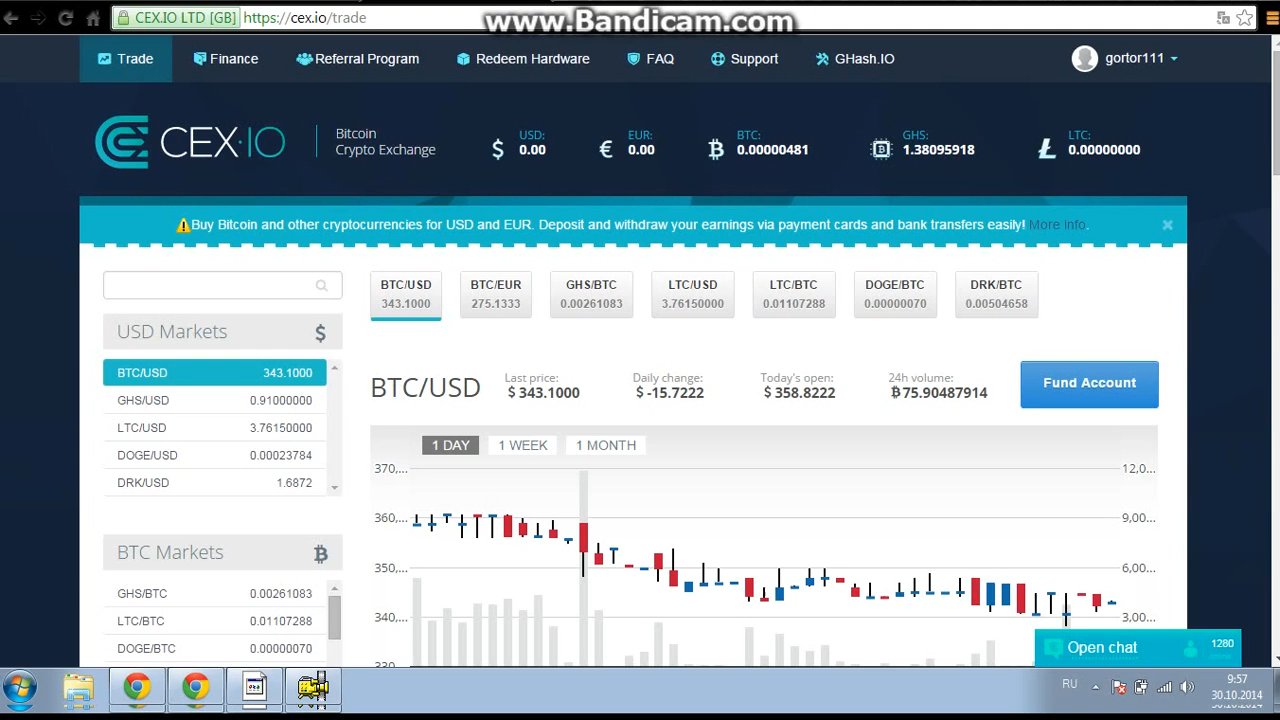 www.Bandicam.com
CEX.IO LTD [GB] https://cex.io/trade
Trade Finance Referral Program Redeem Hardware FAQ Support GHash.IO gortor111
CEX.IO
Bitcoin
Crypto Exchange
USD: EUR: BTC: GHS: LTC:
$ 0.00 € 0.00 0.00000481 1.38095918 0.00000000
Buy Bitcoin and other cryptocurrencies for USD and EUR. Deposit and withdraw your earnings via payment cards and bank transfers easily! More info. ×
BTC/USD BTC/EUR GHS/BTC LTC/USD LTC/BTC DOGE/BTC DRK/BTC
343.1000 275.1333 0.00261083 3.76150000 0.01107288 0.00000070 0.00504658
USD Markets $
BTC/USD 343.1000
GHS/USD 0.91000000
LTC/USD 3.76150000
DOGE/USD 0.00023784
DRK/USD 1.6872
BTC Markets
GHS/BTC 0.00261083
LTC/BTC 0.01107288
DOGE/BTC 0.00000070
BTC/USD
Last price: Daily change: Today's open: 24h volume:
$ 343.1000 $ -15.7222 $ 358.8222 ₿75.90487914
Fund Account
1 DAY 1 WEEK 1 MONTH
370,... 12,0...
360,... 9,00...
350,... 6,00...
340,... 3,00...
Open chat 1280
RU
9:57
30.10.2014